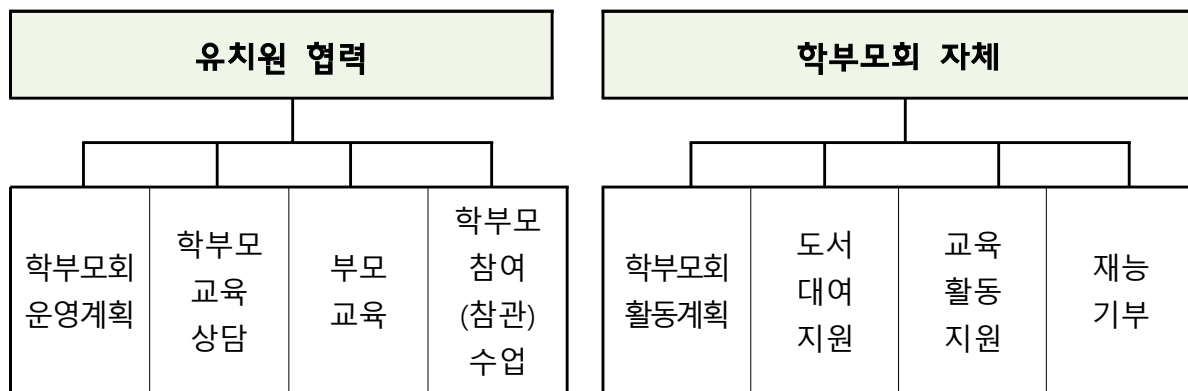 유치원 협력
학부모회
운영계획
학부모
교육
상담
부모
교육
학부모
참여
(참관)
수업
학부모회 자체
학부모회
활동계획
도서
대여
지원
교육
활동
지원
재능
기부